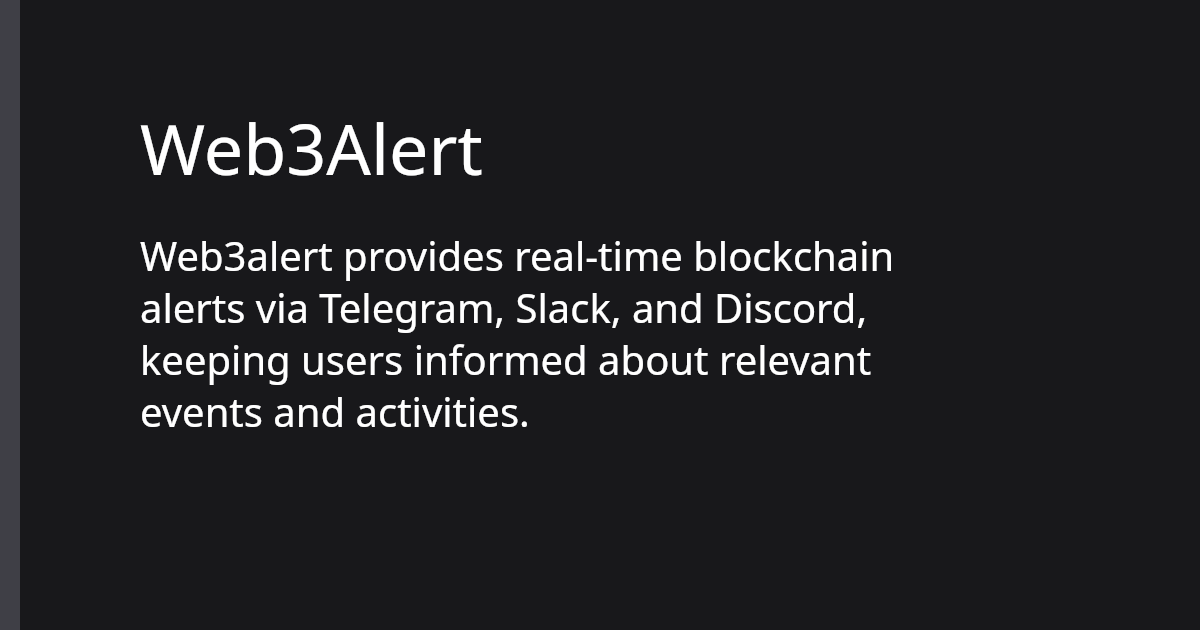 Web3Alert
Web3alert provides real-time blockchain
alerts via Telegram, Slack, and Discord,
keeping users informed about relevant
events and activities.